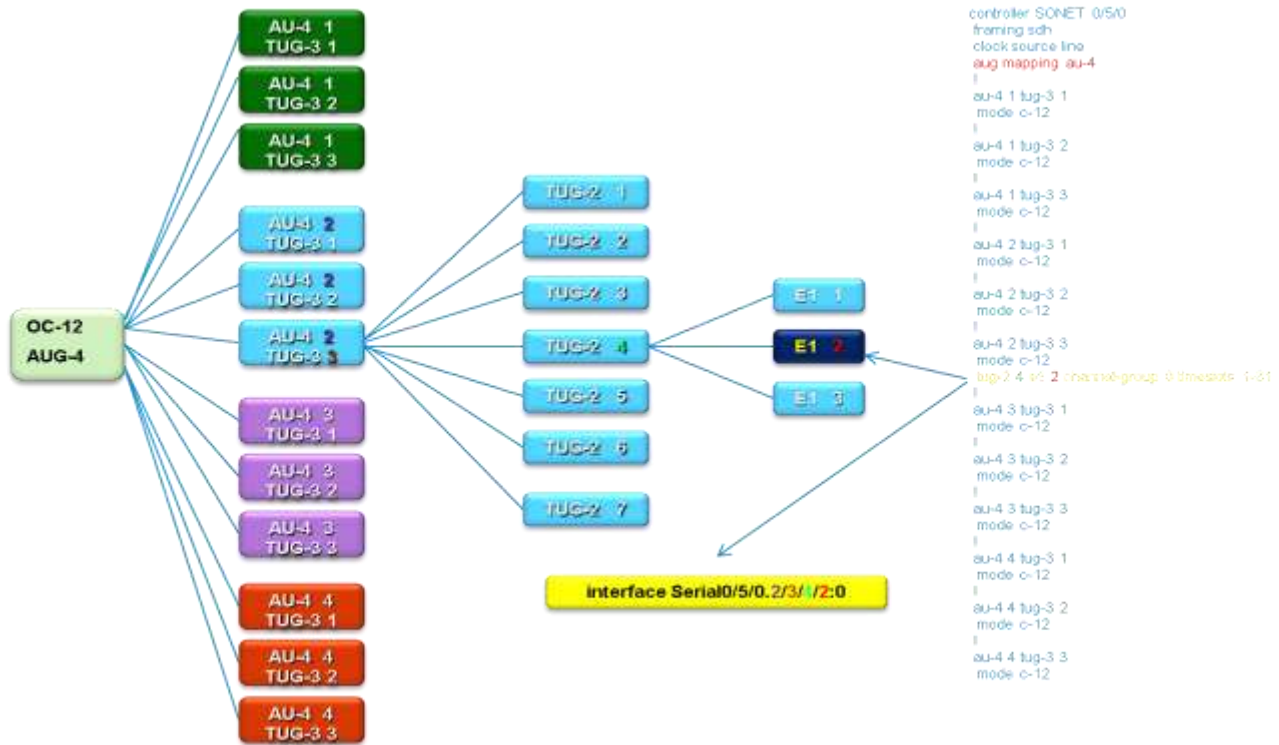 OC-12
AUG-4
AU-4 1
TUG-3 1
AU-4 1
TUG-3 2
AU-4 1
TUG-3 3
AU-4 2
TUG-3 1
AU-4 2
TUG-3 2
AU-4 2
TUG-3 3
AU-4 3
TUG-3 1
AU-4 3
TUG-3 2
AU-4 3
TUG-3 3
AU-4 4
TUG-3 1
AU-4 4
TUG-3 2
AU-4 4
TUG-3 3
TUG-2 1
TUG-2 2
TUG-2 3
TUG-2 4
TUG-2 5
TUG-2 6
TUG-2 7
E1 1
E1 2
E1 3
interface Serial0/5/0.2/3/4/2:0
controller SONET 0/5/0
framing sdh
clock source line
aug mapping au-4
!
au-4 1 tug-3 1
mode c-12
!
au-4 1 tug-3 2
mode c-12
!
au-4 1 tug-3 3
mode c-12
!
au-4 2 tug-3 1
mode c-12
!
au-4 2 tug-3 2
mode c-12
!
au-4 2 tug-3 3
mode c-12
tug-2 4 e1 2 channel-group 0 timeslots 1-31
!
au-4 3 tug-3 1
mode c-12
!
au-4 3 tug-3 2
mode c-12
!
au-4 3 tug-3 3
mode c-12
!
au-4 4 tug-3 1
mode c-12
!
au-4 4 tug-3 2
mode c-12
!
au-4 4 tug-3 3
mode c-12